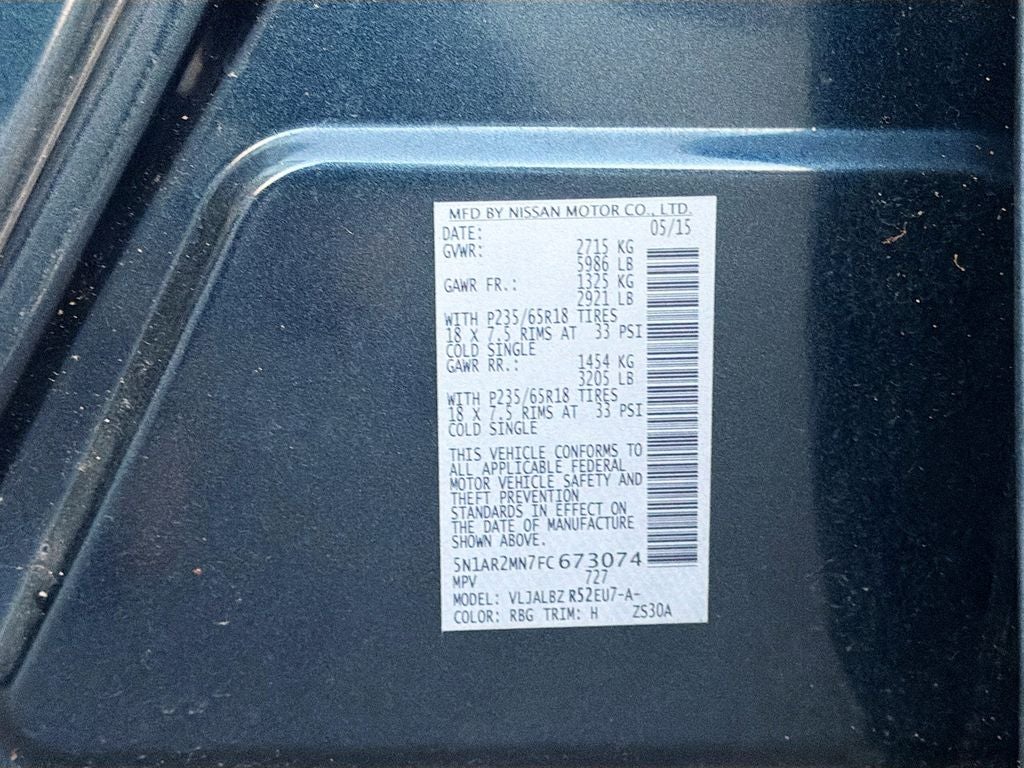 MFD BY NISSAN MOTOR CO., LTD.
DATE: 05/15
GVWR: 2715 KG
5986 LB
GAWR FR.: 1325 KG
2921 LB
WITH P235/65R18 TIRES
18 X 7.5 RIMS AT 33 PSI
COLD SINGLE
GAWR RR.: 1454 KG
3205 LB
WITH P235/65R18 TIRES
18 X 7.5 RIMS AT 33 PSI
COLD SINGLE
THIS VEHICLE CONFORMS TO
ALL APPLICABLE FEDERAL
MOTOR VEHICLE SAFETY AND
THEFT PREVENTION
STANDARDS IN EFFECT ON
THE DATE OF MANUFACTURE
SHOWN ABOVE.
5N1AR2MN7FC673074
MPV 727
MODEL: VLJALBZ R52EU7-A-
COLOR: RBG TRIM: H ZS30A